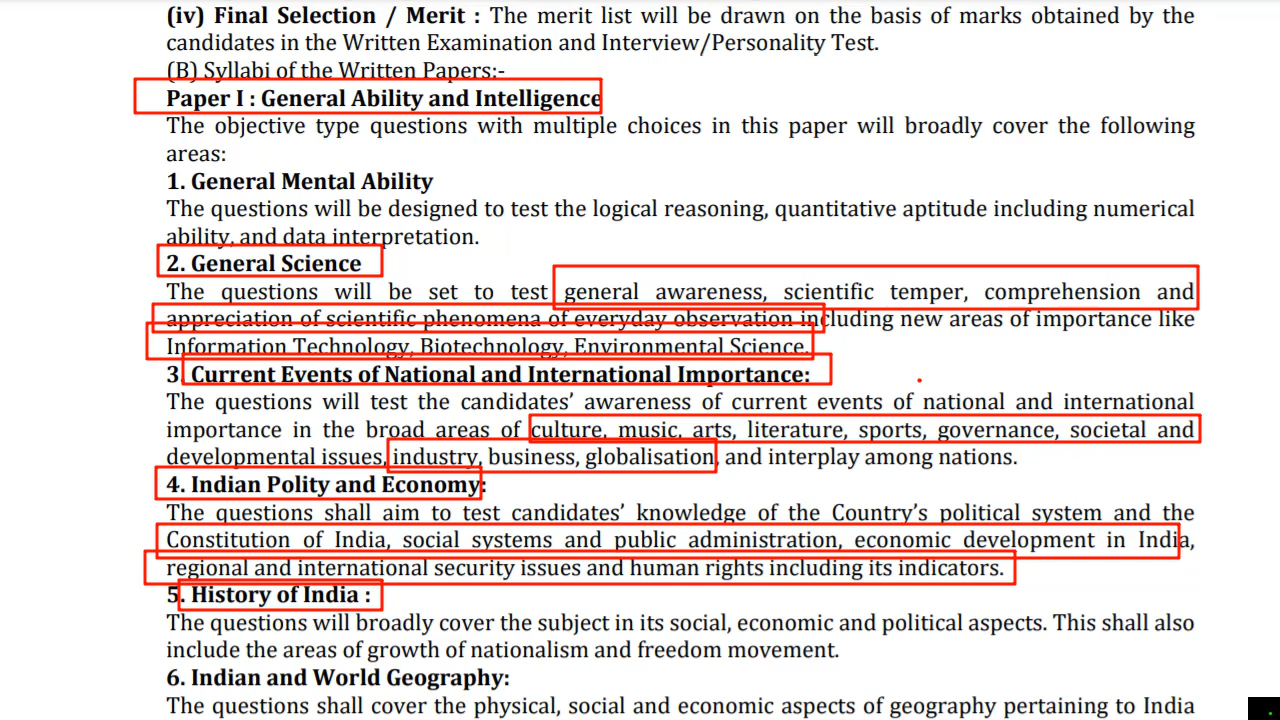 (iv) Final Selection / Merit : The merit list will be drawn on the basis of marks obtained by the
candidates in the Written Examination and Interview/Personality Test.
(B) Syllabi of the Written Papers:-
Paper I : General Ability and Intelligence
The objective type questions with multiple choices in this paper will broadly cover the following
areas:
1. General Mental Ability
The questions will be designed to test the logical reasoning, quantitative aptitude including numerical
ability, and data interpretation.
2. General Science
The questions will be set to test general awareness, scientific temper, comprehension and
appreciation of scientific phenomena of everyday observation including new areas of importance like
Information Technology, Biotechnology, Environmental Science.
3 Current Events of National and International Importance:
The questions will test the candidates’ awareness of current events of national and international
importance in the broad areas of culture, music, arts, literature, sports, governance, societal and
developmental issues, industry, business, globalisation, and interplay among nations.
4. Indian Polity and Economy:
The questions shall aim to test candidates’ knowledge of the Country’s political system and the
Constitution of India, social systems and public administration, economic development in India,
regional and international security issues and human rights including its indicators.
5. History of India :
The questions will broadly cover the subject in its social, economic and political aspects. This shall also
include the areas of growth of nationalism and freedom movement.
6. Indian and World Geography:
The questions shall cover the physical, social and economic aspects of geography pertaining to India